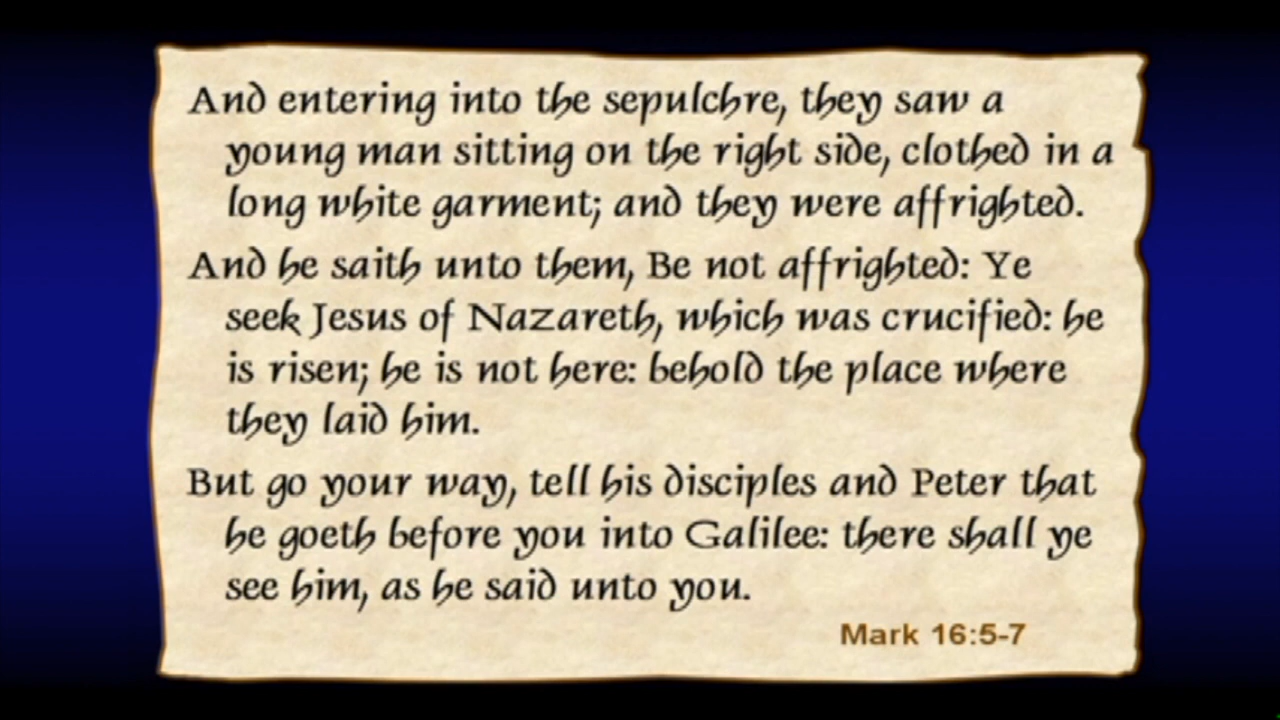 And entering into the sepulchre, they saw a
young man sitting on the right side, clothed in a
long white garment; and they were affrighted.
And he saith unto them, Be not affrighted: Ye
seek Jesus of Nazareth, which was crucified: he
is risen; he is not here: behold the place where
they laid him.
But go your way, tell his disciples and Peter that
he goeth before you into Galilee: there shall ye
see him, as he said unto you.
Mark 16:5-7